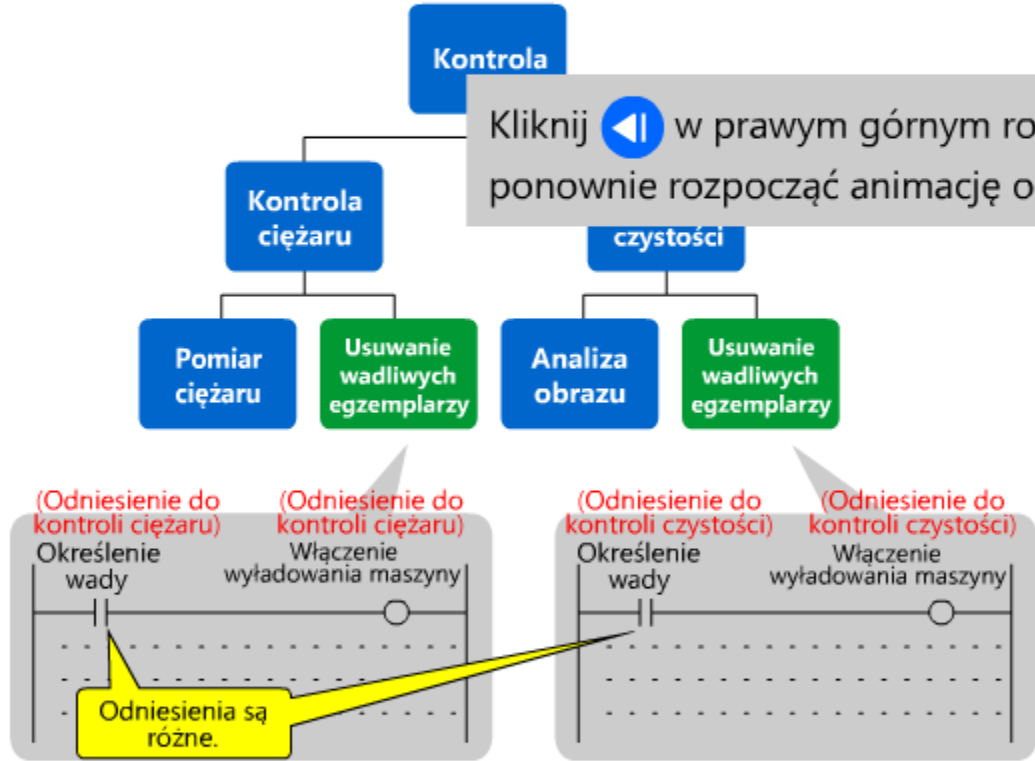 Kontrola
Kliknij w prawym górnym
ponownie rozpocząć animację
Kontrola
ciężaru
czystości
Pomiar
ciężaru
Usuwanie
wadliwych
egzemplarzy
Analiza
obrazu
Usuwanie
wadliwych
egzemplarzy
(Odniesienie do
kontroli ciężaru)
(Odniesienie do
kontroli ciężaru)
Określenie
wady
Włączenie
wyładowania maszyny
(Odniesienie do
kontroli czystości)
(Odniesienie do
kontroli czystości)
Określenie
wady
Włączenie
wyładowania maszyny
Odniesienia są
różne.